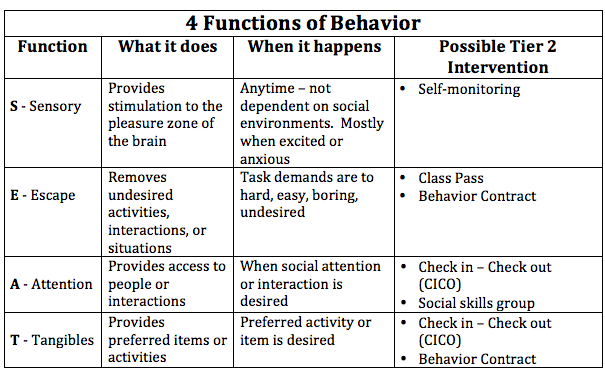 4 Functions of Behavior
Function
What it does
When it happens
Possible Tier 2
Intervention
S - Sensory
Provides
stimulation to the
pleasure zone of
the brain
Anytime – not
dependent on social
environments.  Mostly
when excited or
anxious
• Self-monitoring
E - Escape
Removes
undesired
activities,
interactions, or
situations
Task demands are to
hard, easy, boring,
undesired
• Class Pass
• Behavior Contract
A - Attention
Provides access to
people or
interactions
When social attention
or interaction is
desired
• Check in – Check out
(CICO)
• Social skills group
T - Tangibles
Provides
preferred items or
activities
Preferred activity or
item is desired
• Check in – Check out
(CICO)
• Behavior Contract